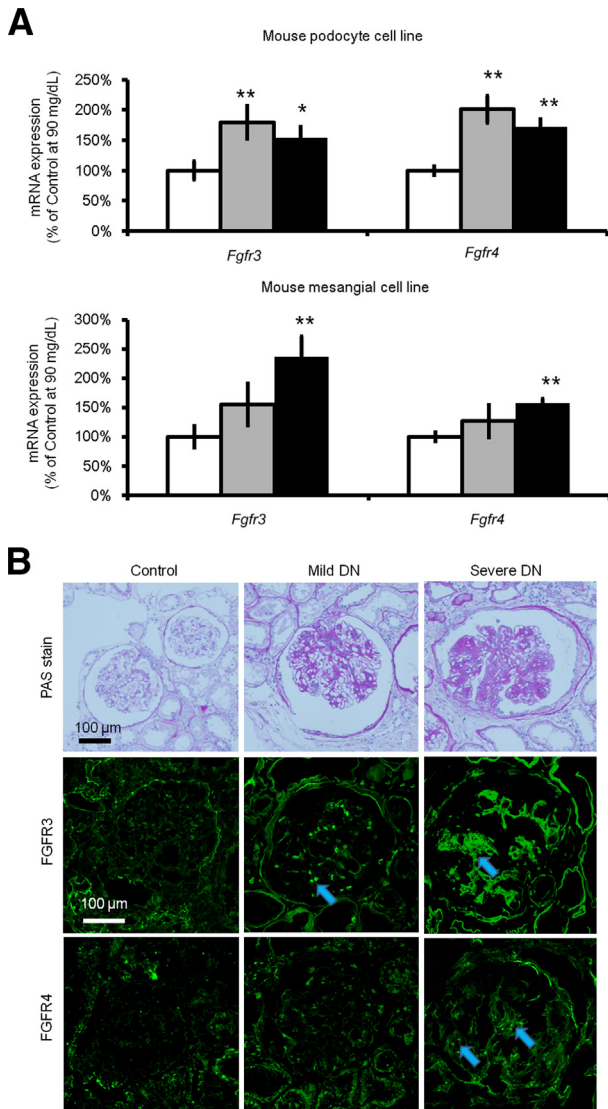 A
Mouse podocyte cell line
mRNA expression
(% of Control at 90 mg/dL)
250%
200%
150%
100%
50%
0%
**
*
**
**
Fgfr3
Fgfr4
Mouse mesangial cell line
mRNA expression
(% of Control at 90 mg/dL)
300%
250%
200%
150%
100%
50%
0%
**
**
Fgfr3
Fgfr4
B
Control
Mild DN
Severe DN
PAS stain
100 µm
FGFR3
100 µm
FGFR4